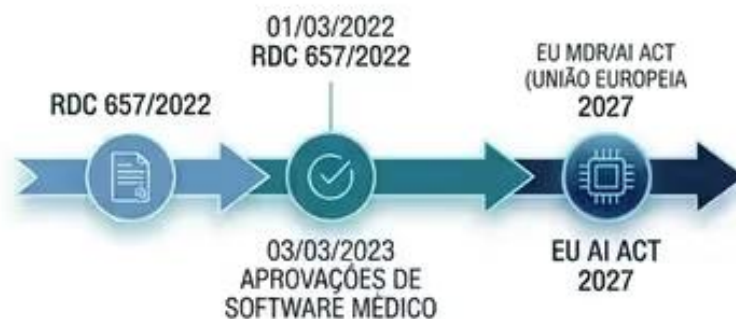 RDC 657/2022
01/03/2022
RDC 657/2022
03/03/2023
APROVAÇÕES DE
SOFTWARE MÉDICO
EU MDR/AI ACT
(UNIÃO EUROPEIA
2027
EU AI ACT
2027